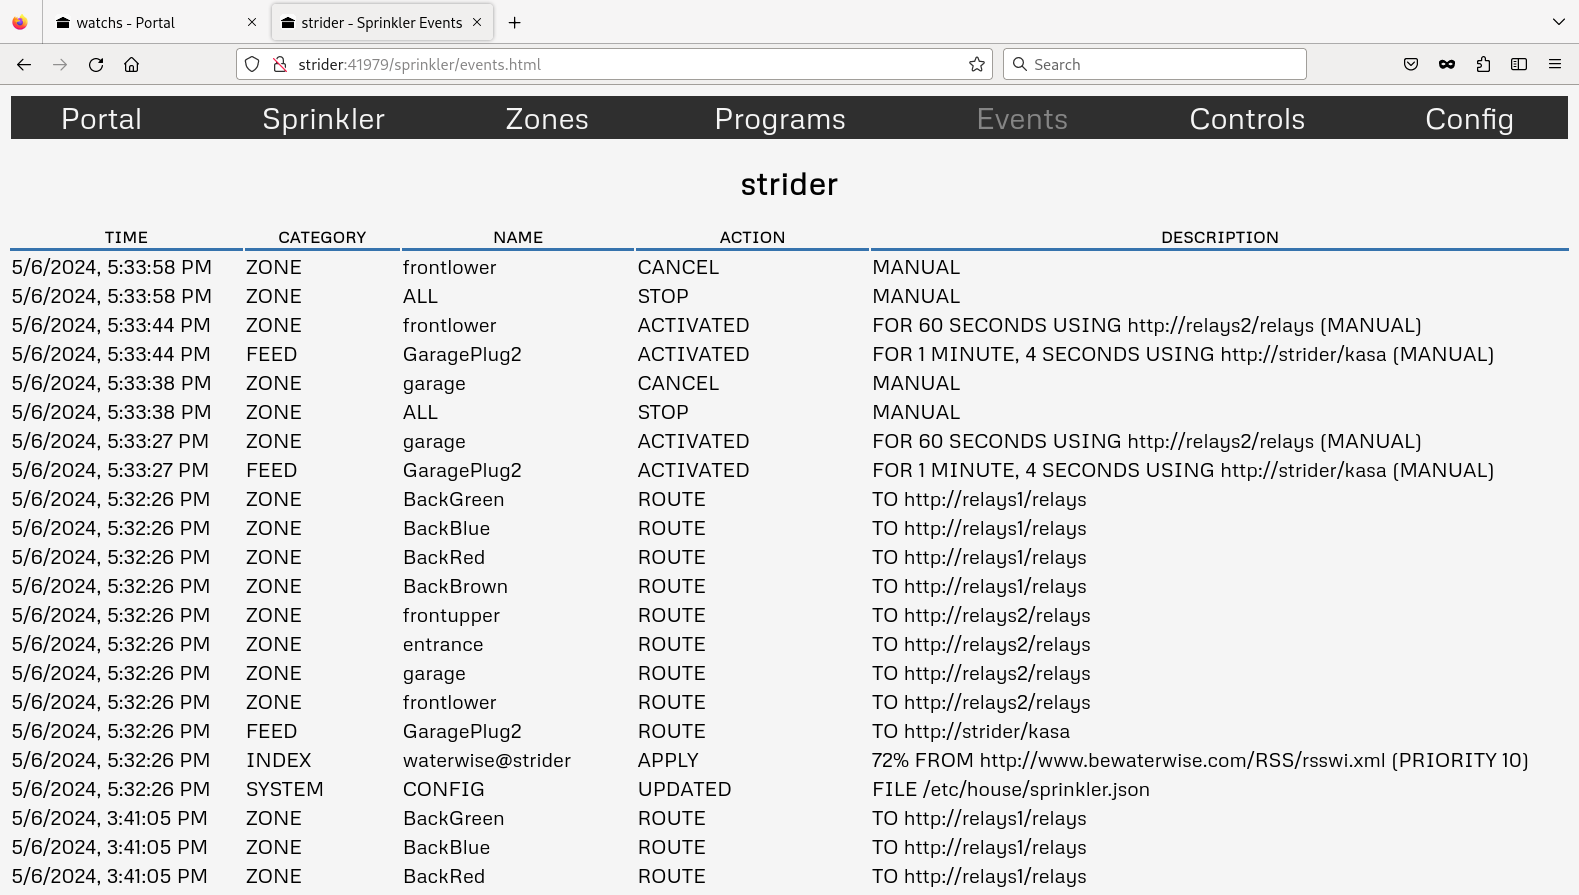 watchs - Portal
strider - Sprinkler Events
strider:41979/sprinkler/events.html
Search
Portal Sprinkler Zones Programs Events Controls Config
strider
TIME CATEGORY NAME ACTION DESCRIPTION
5/6/2024, 5:33:58 PM ZONE frontlower CANCEL MANUAL
5/6/2024, 5:33:58 PM ZONE ALL STOP MANUAL
5/6/2024, 5:33:44 PM ZONE frontlower ACTIVATED FOR 60 SECONDS USING http://relays2/relays (MANUAL)
5/6/2024, 5:33:44 PM FEED GaragePlug2 ACTIVATED FOR 1 MINUTE, 4 SECONDS USING http://strider/kasa (MANUAL)
5/6/2024, 5:33:38 PM ZONE garage CANCEL MANUAL
5/6/2024, 5:33:38 PM ZONE ALL STOP MANUAL
5/6/2024, 5:33:27 PM ZONE garage ACTIVATED FOR 60 SECONDS USING http://relays2/relays (MANUAL)
5/6/2024, 5:33:27 PM FEED GaragePlug2 ACTIVATED FOR 1 MINUTE, 4 SECONDS USING http://strider/kasa (MANUAL)
5/6/2024, 5:32:26 PM ZONE BackGreen ROUTE TO http://relays1/relays
5/6/2024, 5:32:26 PM ZONE BackBlue ROUTE TO http://relays1/relays
5/6/2024, 5:32:26 PM ZONE BackRed ROUTE TO http://relays1/relays
5/6/2024, 5:32:26 PM ZONE BackBrown ROUTE TO http://relays1/relays
5/6/2024, 5:32:26 PM ZONE frontupper ROUTE TO http://relays2/relays
5/6/2024, 5:32:26 PM ZONE entrance ROUTE TO http://relays2/relays
5/6/2024, 5:32:26 PM ZONE garage ROUTE TO http://relays2/relays
5/6/2024, 5:32:26 PM ZONE frontlower ROUTE TO http://relays2/relays
5/6/2024, 5:32:26 PM FEED GaragePlug2 ROUTE TO http://strider/kasa
5/6/2024, 5:32:26 PM INDEX waterwise@strider APPLY 72% FROM http://www.bewaterwise.com/RSS/rsswi.xml (PRIORITY 10)
5/6/2024, 5:32:26 PM SYSTEM CONFIG UPDATED FILE /etc/house/sprinkler.json
5/6/2024, 3:41:05 PM ZONE BackGreen ROUTE TO http://relays1/relays
5/6/2024, 3:41:05 PM ZONE BackBlue ROUTE TO http://relays1/relays
5/6/2024, 3:41:05 PM ZONE BackRed ROUTE TO http://relays1/relays